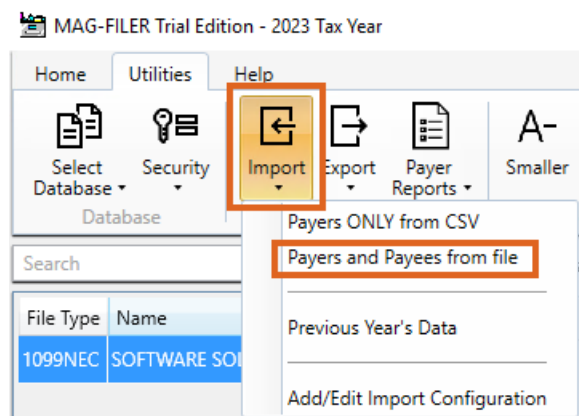 MAG-FILER Trial Edition - 2023 Tax Year
Home Utilities Help
Select Database Security Import Export Payer Reports Smaller
A-
Database
Payers ONLY from CSV
Search
Payers and Payees from file
File Type Name
Previous Year's Data
1099NEC SOFTWARE
Add/Edit Import Configuration